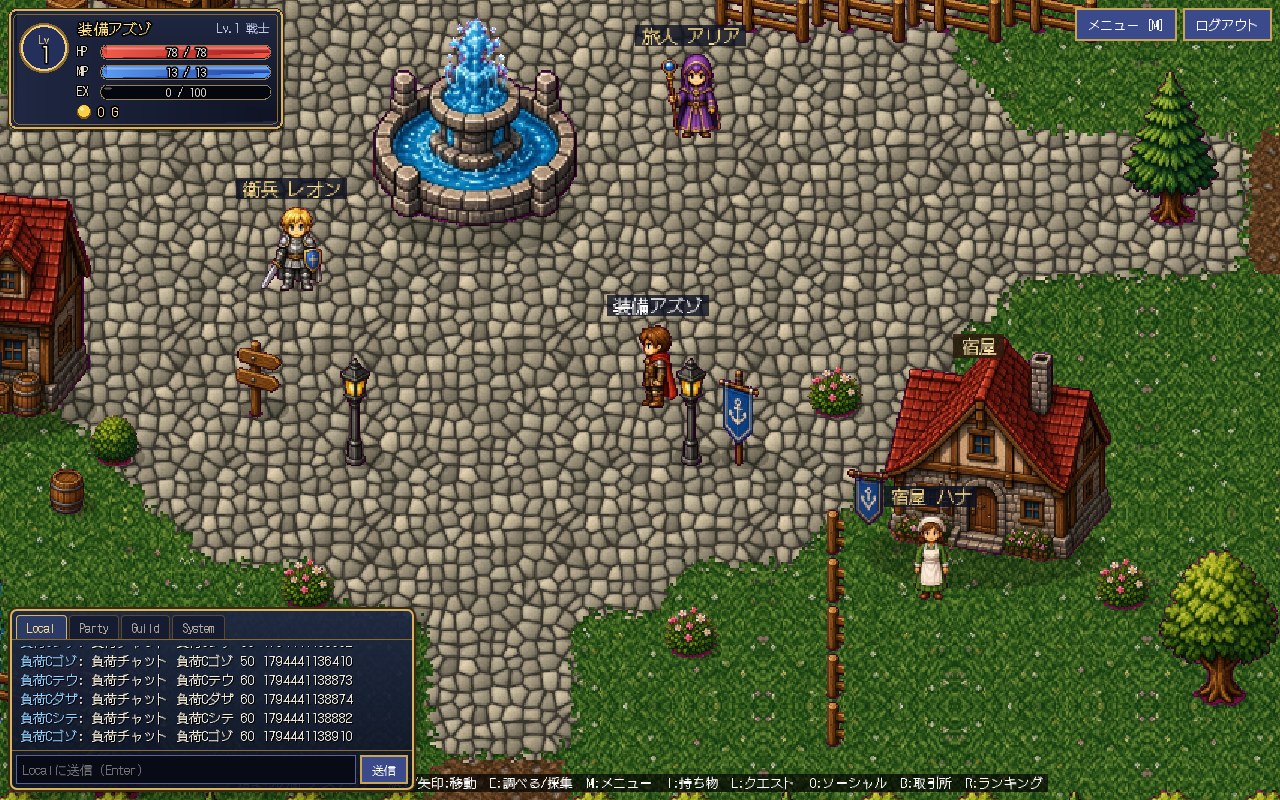 装備アズゾ Lv.1 戦士
Lv 1
HP 78 / 78
MP 13 / 13
EX 0 / 100
0 G
メニュー [M] ログアウト
旅人 アリア
衛兵 レオン
装備アズゾ
宿屋
宿屋 ハナ
Local Party Guild System
負荷Cゴゾ: 負荷チャット 負荷Cゴゾ 50 1794441136410
負荷Cテウ: 負荷チャット 負荷Cテウ 60 1794441138873
負荷Cダザ: 負荷チャット 負荷Cダザ 60 1794441138874
負荷Cシテ: 負荷チャット 負荷Cシテ 60 1794441138882
負荷Cゴゾ: 負荷チャット 負荷Cゴゾ 60 1794441138910
Localに送信 (Enter) 送信
矢印:移動 E:調べる/採集 M:メニュー I:持ち物 L:クエスト O:ソーシャル B:取引所 R:ランキング